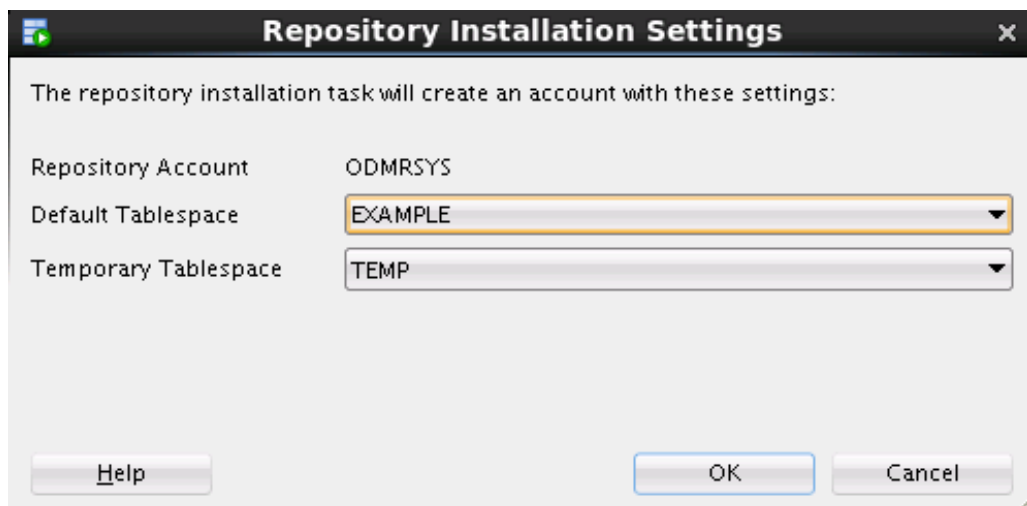 Repository Installation Settings
The repository installation task will create an account with these settings:
Repository Account ODMRSYS
Default Tablespace EXAMPLE
Temporary Tablespace TEMP
Help OK Cancel